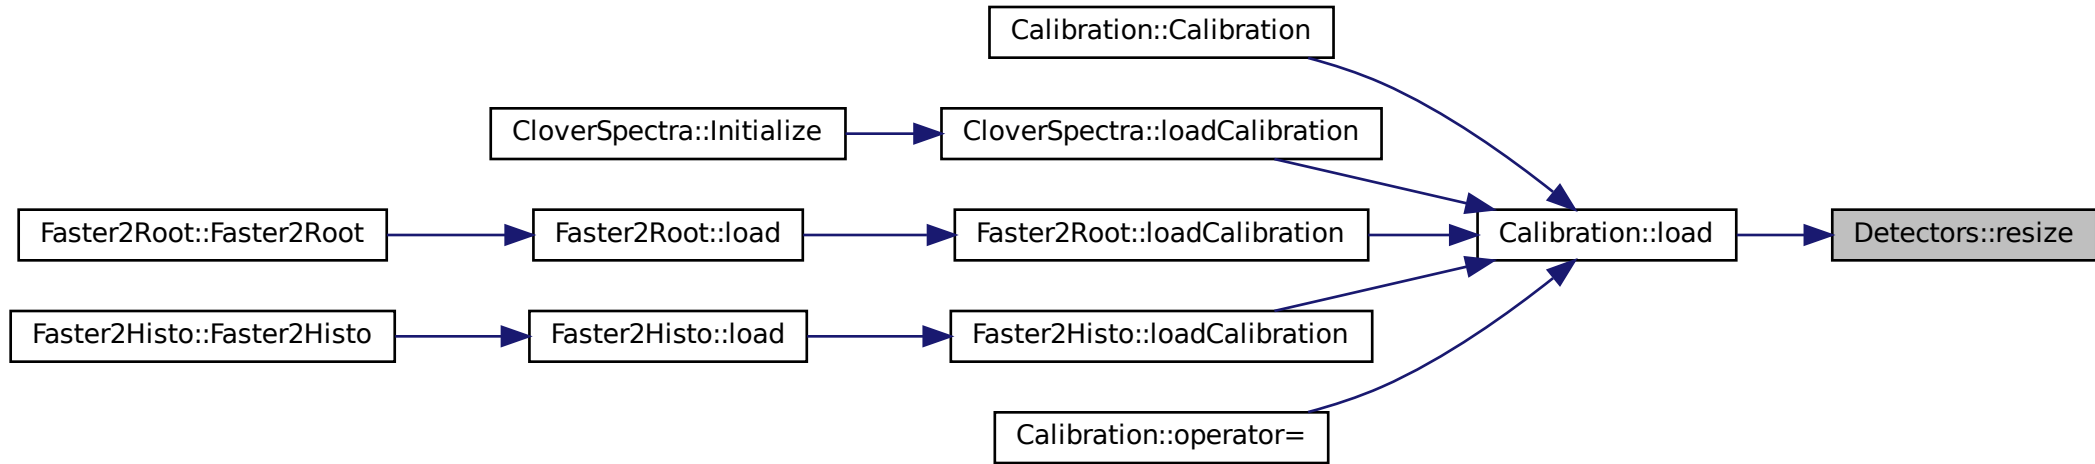 Calibration::Calibration
CloverSpectra::Initialize
CloverSpectra::loadCalibration
Faster2Root::Faster2Root
Faster2Root::load
Faster2Root::loadCalibration
Calibration::load
Detectors::resize
Faster2Histo::Faster2Histo
Faster2Histo::load
Faster2Histo::loadCalibration
Calibration::operator=